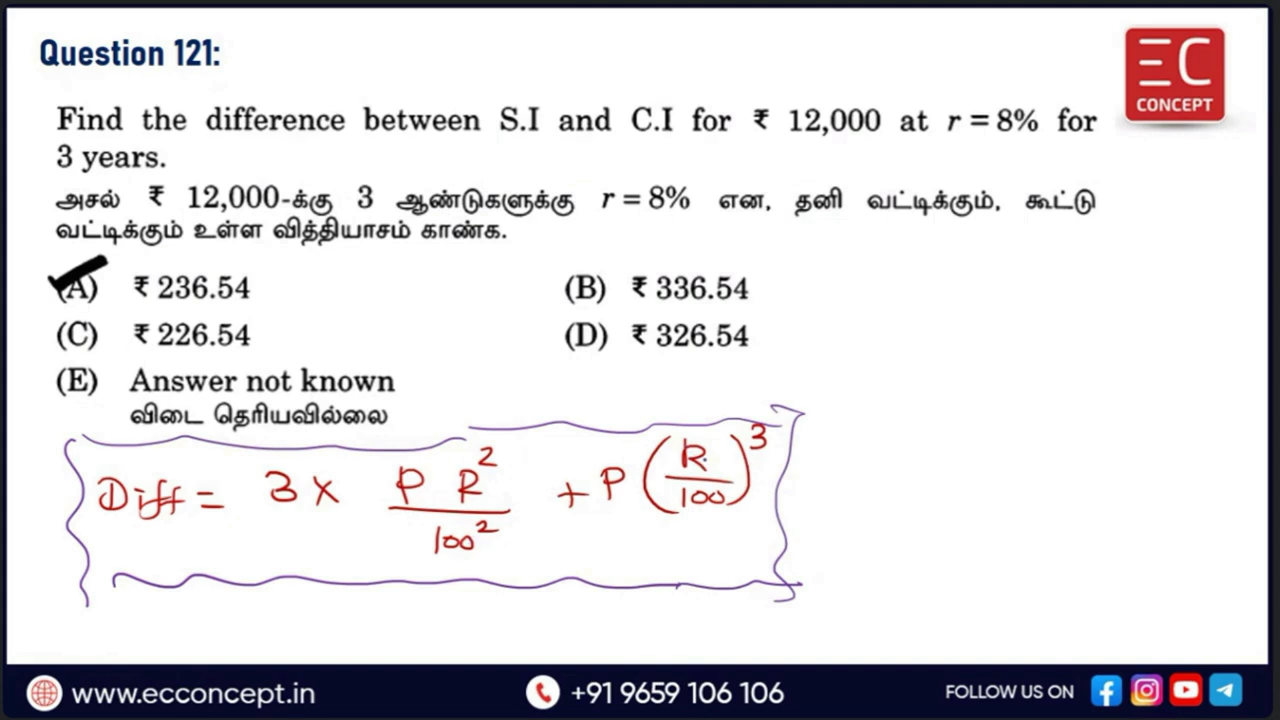 Question 121:
EC
CONCEPT
Find the difference between S.I and C.I for ₹ 12,000 at r = 8% for
3 years.
அசல் ₹ 12,000-க்கு 3 ஆண்டுகளுக்கு r = 8% என, தனி வட்டிக்கும், கூட்டு
வட்டிக்கும் உள்ள வித்தியாசம் காண்க.
(A) ₹ 236.54 (B) ₹ 336.54
(C) ₹ 226.54 (D) ₹ 326.54
(E) Answer not known
விடை தெரியவில்லை
Diff = 3 × P R² / 100² + P (R/100)³
www.ecconcept.in +91 9659 106 106 FOLLOW US ON